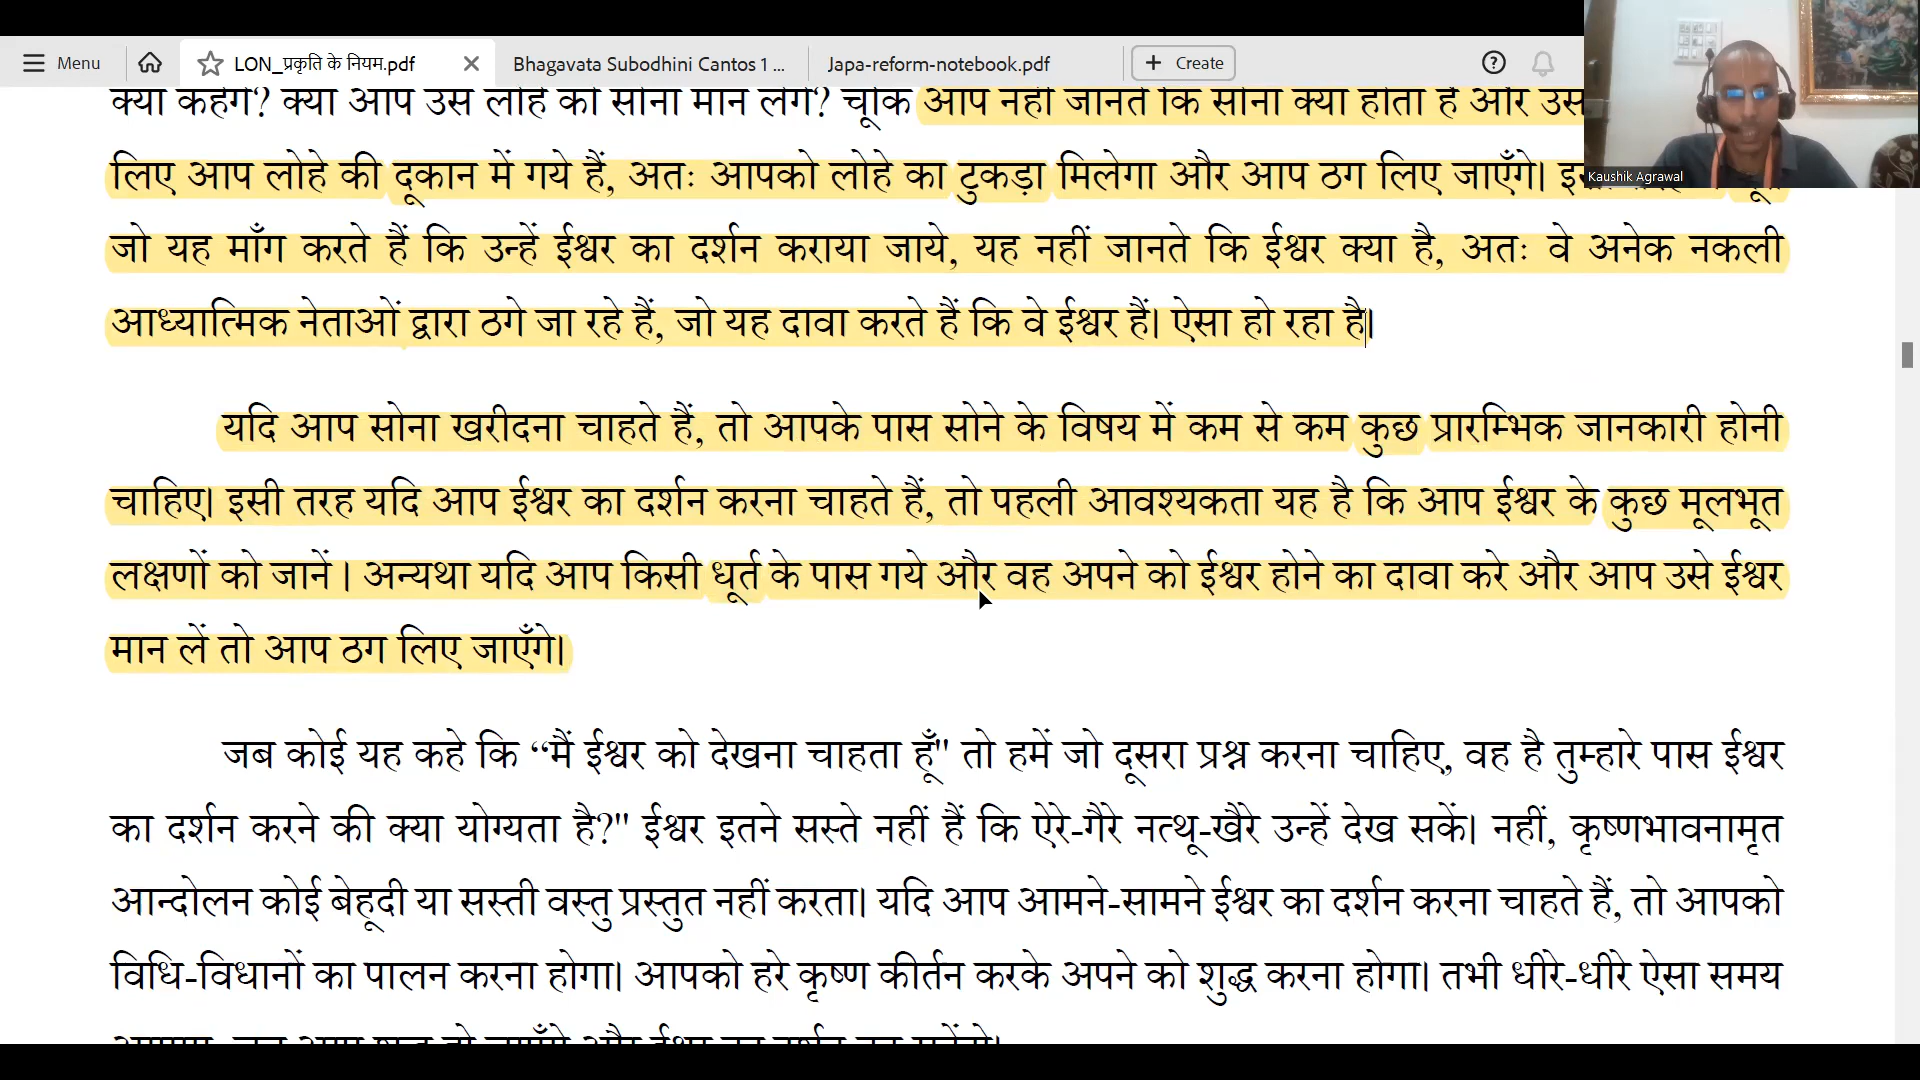 Menu
LON_प्रकृति के नियम.pdf
Bhagavata Subodhini Cantos 1 ...
Japa-reform-notebook.pdf
Create
Kaushik Agrawal
क्या कहेंगे? क्या आप उस लोहे को सोना मान लेंगे? चूँकि आप नहीं जानते कि सोना क्या होता है और उस
लिए आप लोहे की दूकान में गये हैं, अतः आपको लोहे का टुकड़ा मिलेगा और आप ठग लिए जाएँगे।
जो यह माँग करते हैं कि उन्हें ईश्वर का दर्शन कराया जाये, यह नहीं जानते कि ईश्वर क्या है, अतः वे अनेक नकली
आध्यात्मिक नेताओं द्वारा ठगे जा रहे हैं, जो यह दावा करते हैं कि वे ईश्वर हैं। ऐसा हो रहा है।
यदि आप सोना खरीदना चाहते हैं, तो आपके पास सोने के विषय में कम से कम कुछ प्रारम्भिक जानकारी होनी
चाहिए। इसी तरह यदि आप ईश्वर का दर्शन करना चाहते हैं, तो पहली आवश्यकता यह है कि आप ईश्वर के कुछ मूलभूत
लक्षणों को जानें । अन्यथा यदि आप किसी धूर्त के पास गये और वह अपने को ईश्वर होने का दावा करे और आप उसे ईश्वर
मान लें तो आप ठग लिए जाएँगे।
जब कोई यह कहे कि “मैं ईश्वर को देखना चाहता हूँ" तो हमें जो दूसरा प्रश्न करना चाहिए, वह है तुम्हारे पास ईश्वर
का दर्शन करने की क्या योग्यता है?" ईश्वर इतने सस्ते नहीं हैं कि ऐरे-गैरे नत्थू-खैरे उन्हें देख सकें। नहीं, कृष्णभावनामृत
आन्दोलन कोई बेहूदी या सस्ती वस्तु प्रस्तुत नहीं करता। यदि आप आमने-सामने ईश्वर का दर्शन करना चाहते हैं, तो आपको
विधि-विधानों का पालन करना होगा। आपको हरे कृष्ण कीर्तन करके अपने को शुद्ध करना होगा। तभी धीरे-धीरे ऐसा समय